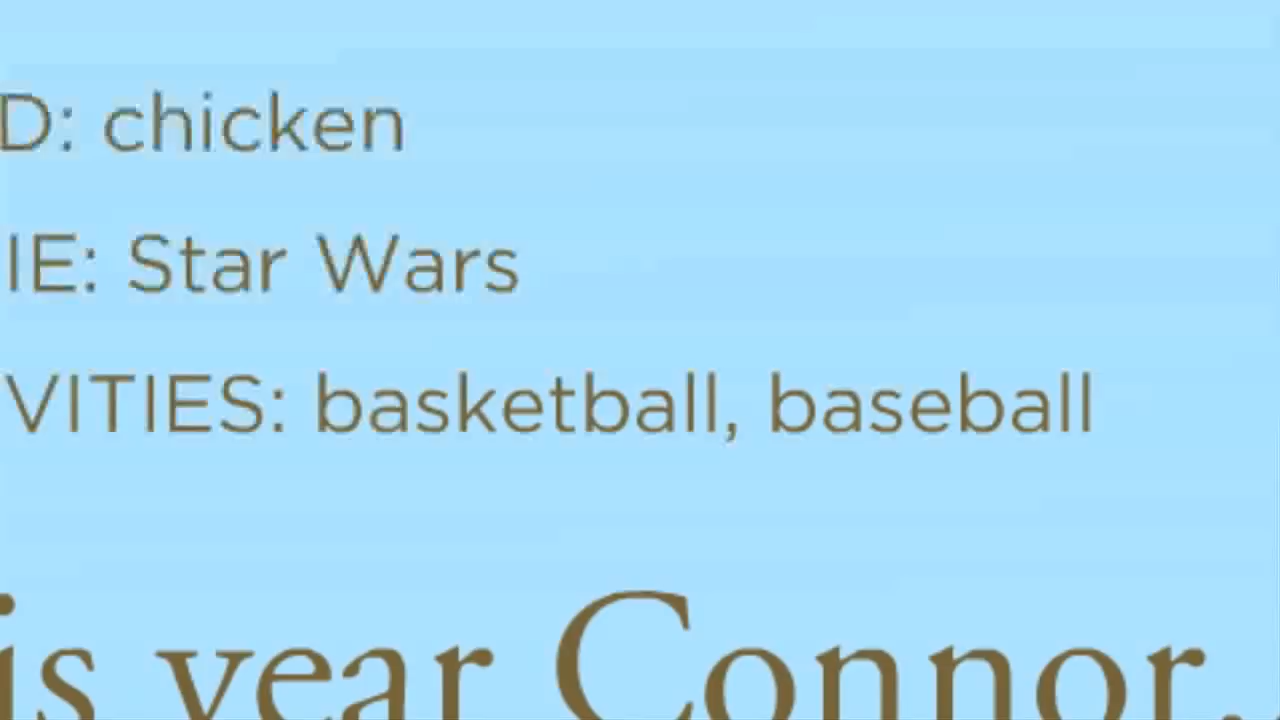 D: chicken
IE: Star Wars
VITIES: basketball, baseball
is year Connor.